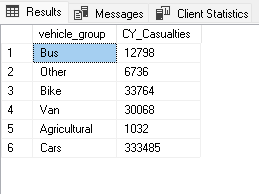 Results Messages Client Statistics
vehicle_group CY_Casualties
1 Bus 12798
2 Other 6736
3 Bike 33764
4 Van 30068
5 Agricultural 1032
6 Cars 333485